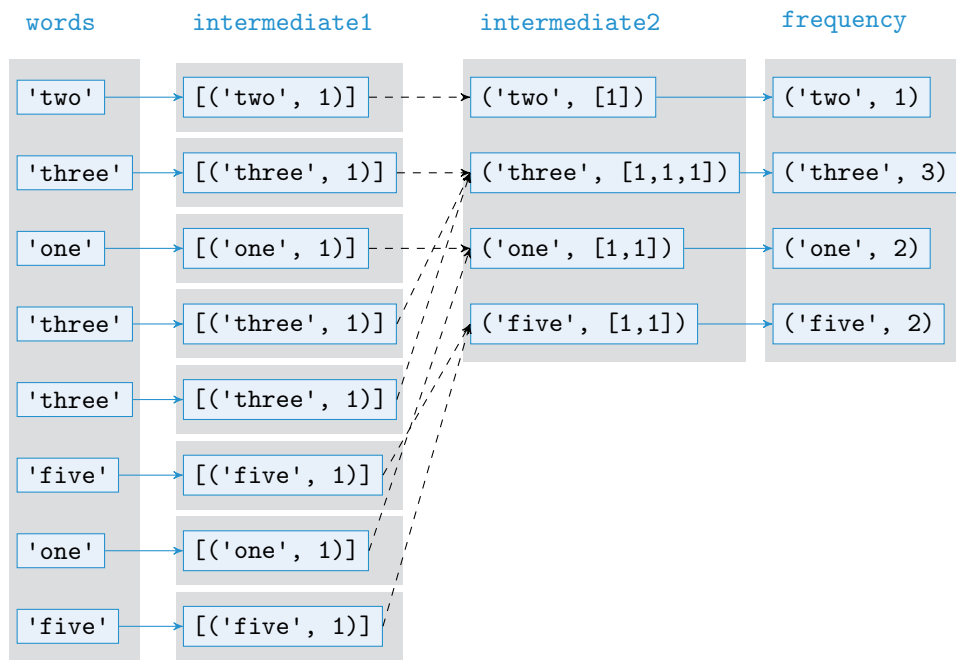 words intermediate1 intermediate2 frequency
'two' [('two', 1)] ('two', [1]) ('two', 1)
'three' [('three', 1)] ('three', [1,1,1]) ('three', 3)
'one' [('one', 1)] ('one', [1,1]) ('one', 2)
'three' [('three', 1)] ('five', [1,1]) ('five', 2)
'three' [('three', 1)]
'five' [('five', 1)]
'one' [('one', 1)]
'five' [('five', 1)]